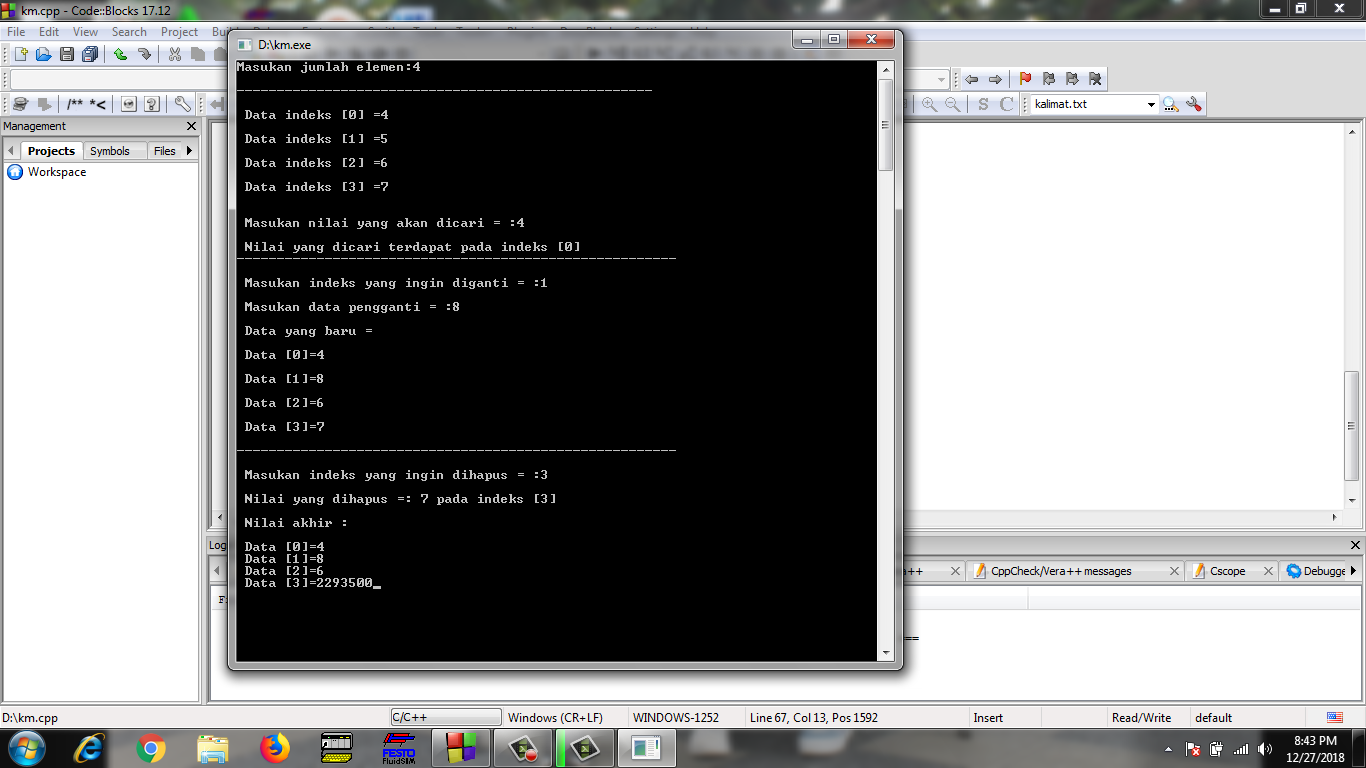 km.cpp - Code::Blocks 17.12
File Edit View Search Project
D:\km.exe
Masukan jumlah elemen:4
----------------------------------------------------
Data indeks [0] =4
Data indeks [1] =5
Data indeks [2] =6
Data indeks [3] =7
Masukan nilai yang akan dicari = :4
Nilai yang dicari terdapat pada indeks [0]
-------------------------------------------------------
Masukan indeks yang ingin diganti = :1
Masukan data pengganti = :8
Data yang baru =
Data [0]=4
Data [1]=8
Data [2]=6
Data [3]=7
-------------------------------------------------------
Masukan indeks yang ingin dihapus = :3
Nilai yang dihapus =: 7 pada indeks [3]
Nilai akhir :
Data [0]=4
Data [1]=8
Data [2]=6
Data [3]=2293500_
/** *<
S C kalimat.txt
Management
Projects Symbols Files
Workspace
Log
++ CppCheck/Vera++ messages Cscope Debugge
==
D:\km.cpp C/C++ Windows (CR+LF) WINDOWS-1252 Line 67, Col 13, Pos 1592 Insert Read/Write default
FESTO
FluidSIM
8:43 PM
12/27/2018